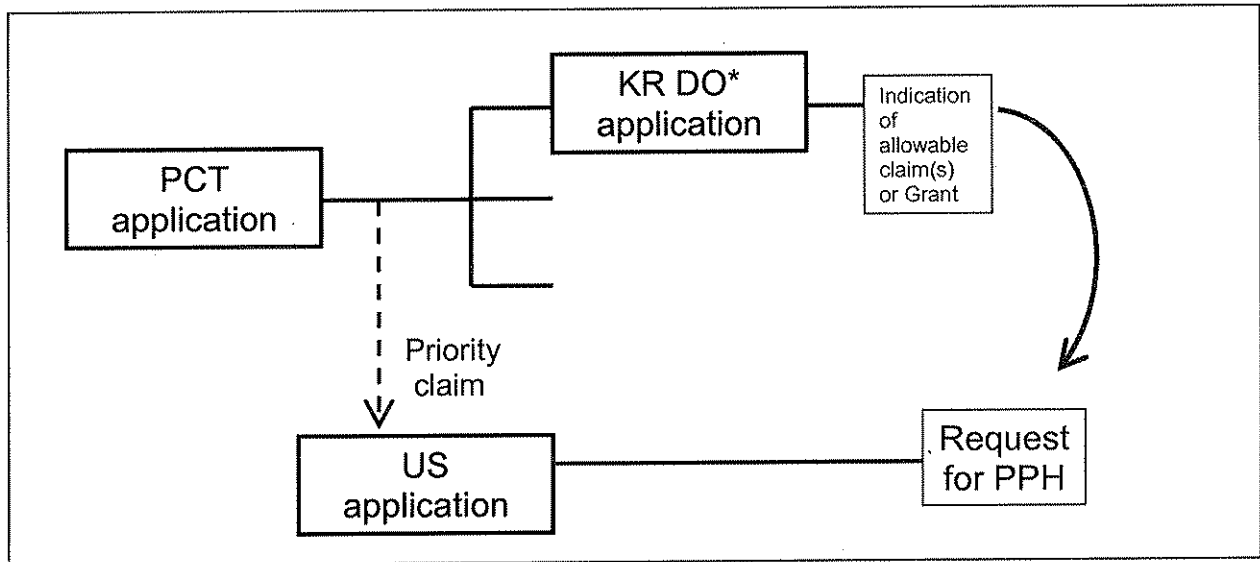 KR DO*
application
Indication
of
allowable
claim(s)
or Grant
PCT
application
Priority
claim
US
application
Request
for PPH